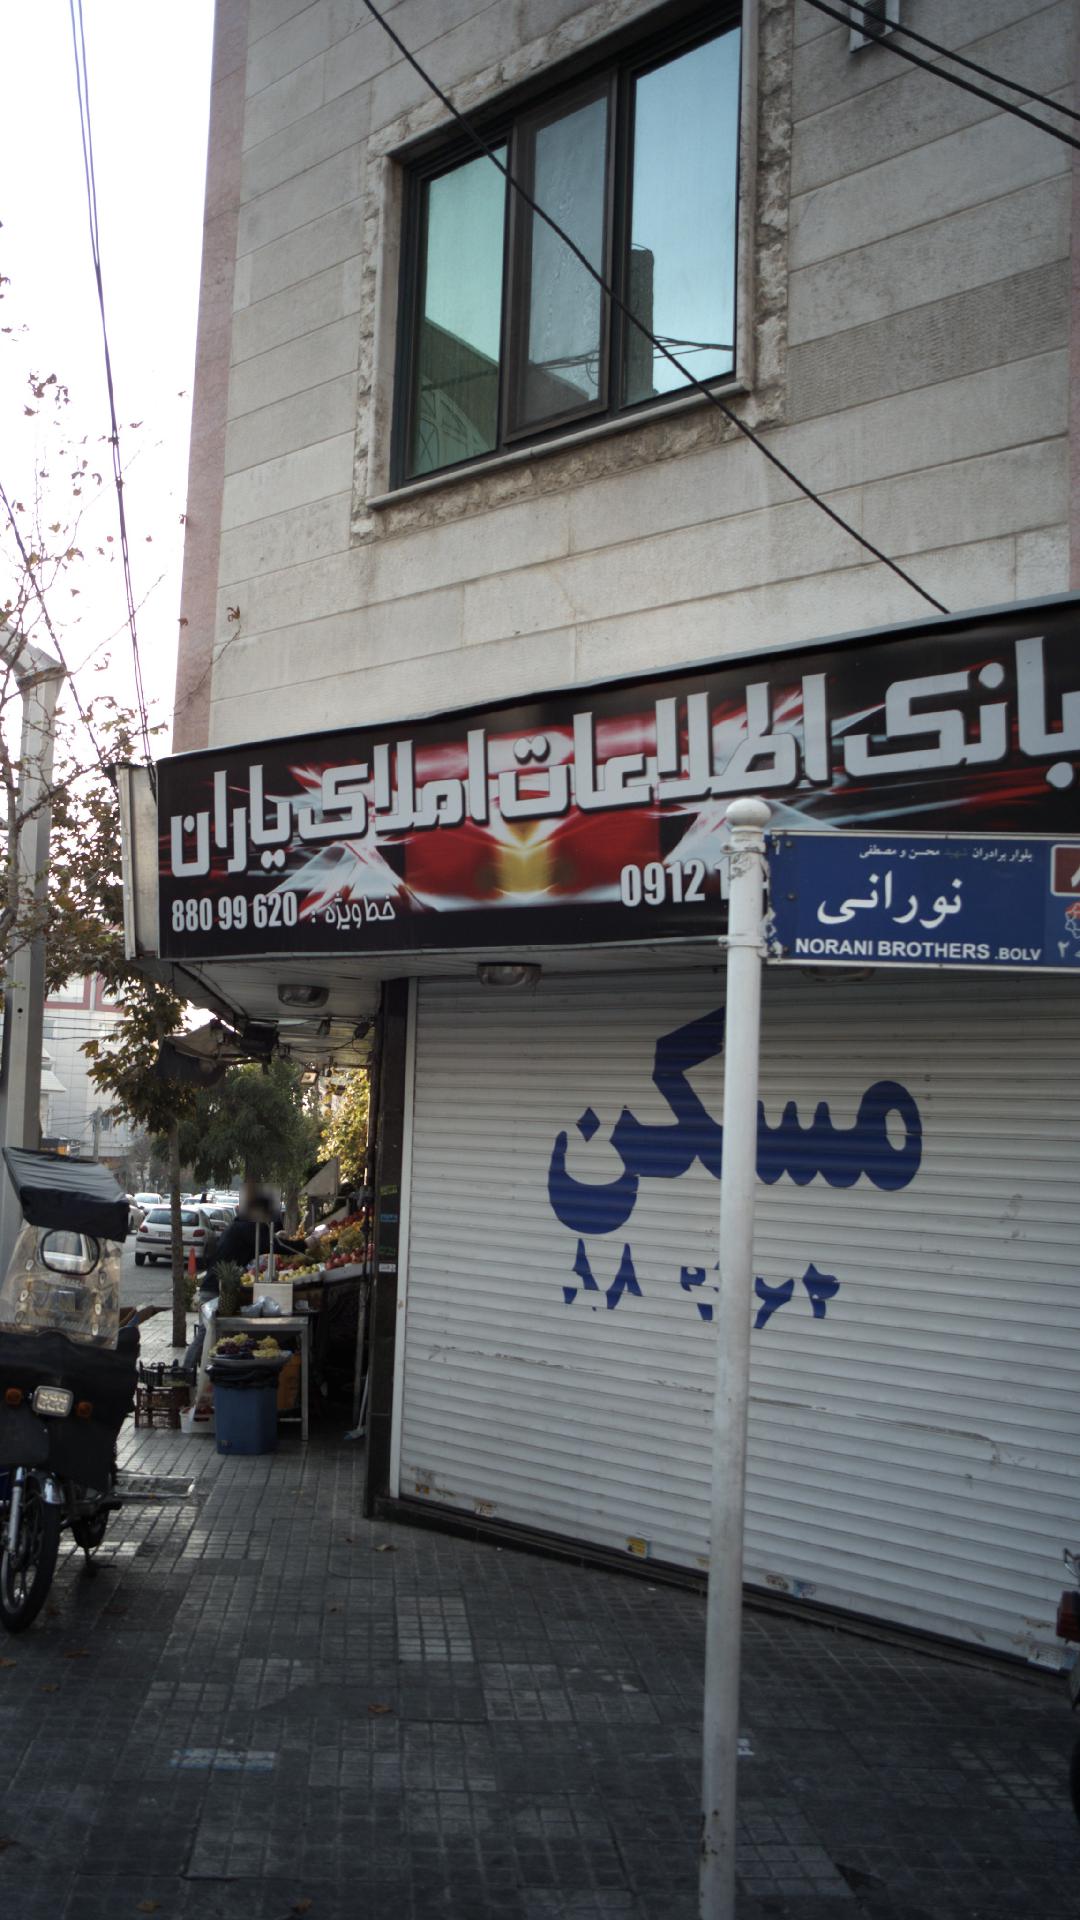 بانک اطلاعات املاک یاران
880 99 620 خط ویژه :
0912
بلوار برادران شهید محسن و مصطفی
نورانی
NORANI BROTHERS .BOLV
مسکن